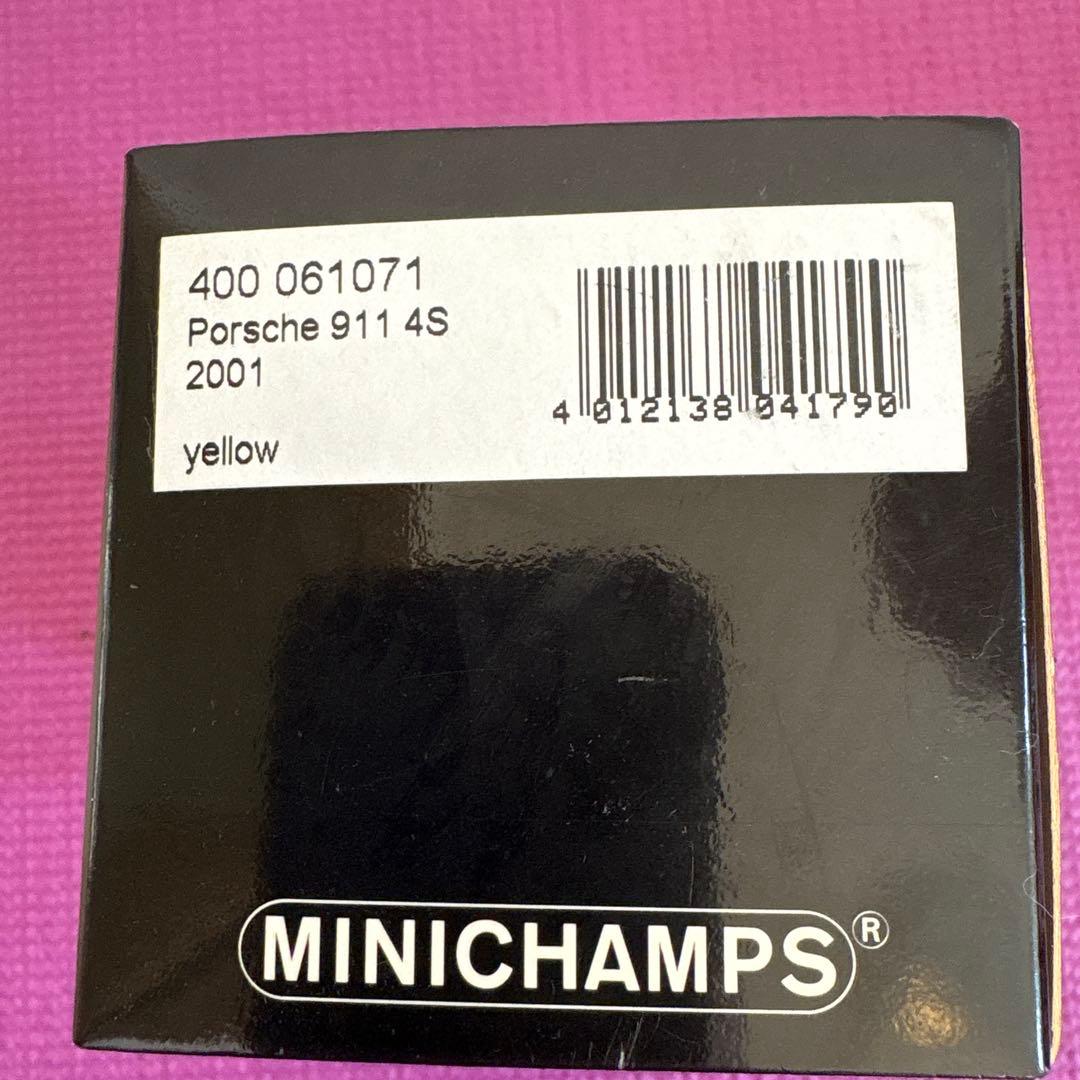 400 061071
Porsche 911 4S
2001
yellow
4 012138 041790
MINICHAMPS®